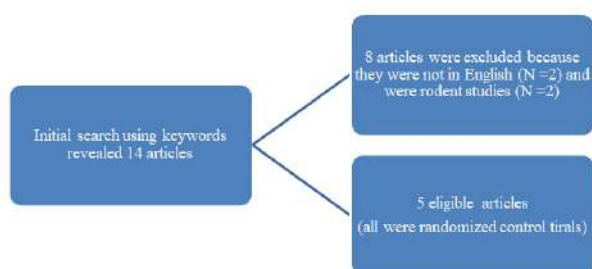 Initial search using keywords
revealed 14 articles
8 articles were excluded because
they were not in English (N =2) and
were rodent studies (N =2)
5 eligible articles
(all were randomized control tirals)